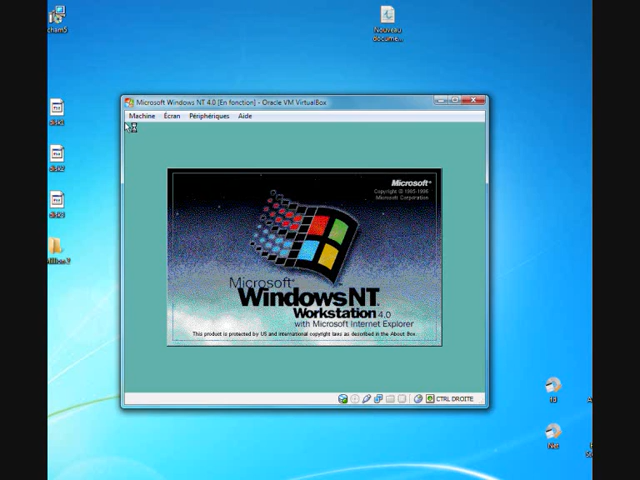 Nouveau
docume...
Microsoft Windows NT 4.0 [En fonction] - Oracle VM VirtualBox
Machine Écran Périphériques Aide
Microsoft
Copyright © 1985-1996
Microsoft Corporation
Microsoft
Windows NT
Workstation 4.0
with Microsoft Internet Explorer
This product is protected by US and international copyright laws as described in the About Box.
CTRL DROITE